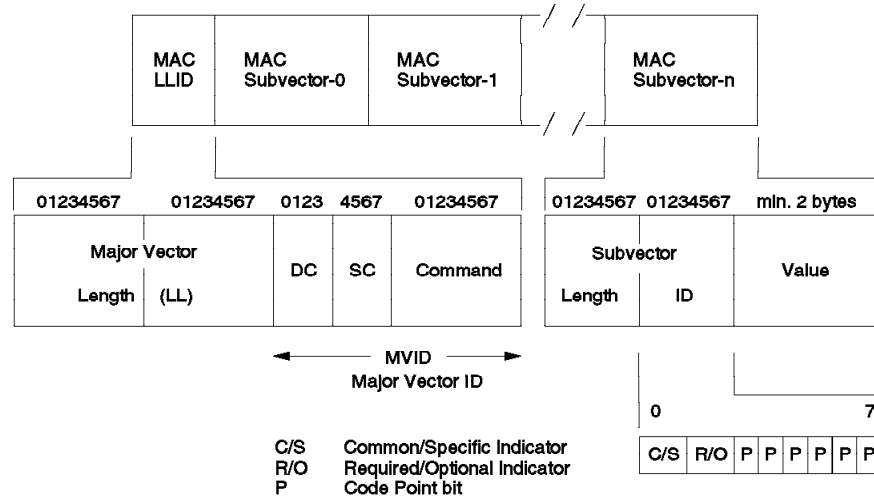 MAC MAC MAC // MAC
LLID Subvector-0 Subvector-1 // Subvector-n
01234567 01234567 0123 4567 01234567 01234567 01234567 min. 2 bytes
Major Vector Subvector
DC SC Command Value
Length (LL) Length ID
MVID
Major Vector ID
0 7
C/S Common/Specific Indicator C/S R/O P P P P P P
R/O Required/Optional Indicator
P Code Point bit